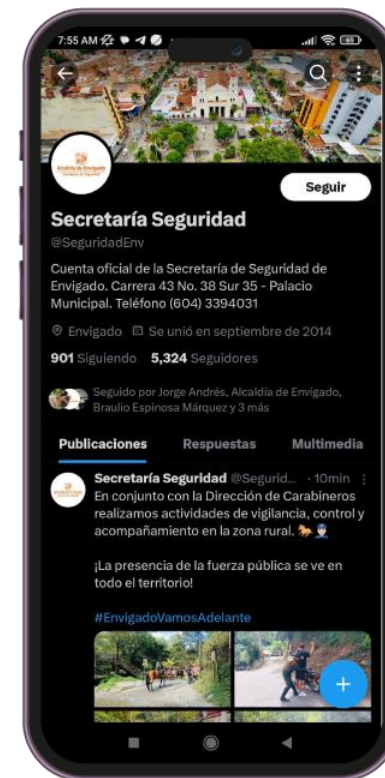 7:55 AM
Alcaldía de Envigado
Seguir
Secretaría Seguridad
@SeguridadEnv
Cuenta oficial de la Secretaría de Seguridad de
Envigado. Carrera 43 No. 38 Sur 35 - Palacio
Municipal. Teléfono (604) 3394031
Envigado Se unió en septiembre de 2014
901 Siguiendo 5,324 Seguidores
Seguido por Jorge Andrés, Alcaldía de Envigado,
Braulio Espinosa Márquez y 3 más
Publicaciones Respuestas Multimedia
Secretaría Seguridad @Segurid... · 10min
En conjunto con la Dirección de Carabineros
realizamos actividades de vigilancia, control y
acompañamiento en la zona rural. 🐎👮
¡La presencia de la fuerza pública se ve en
todo el territorio!
#EnvigadoVamosAdelante